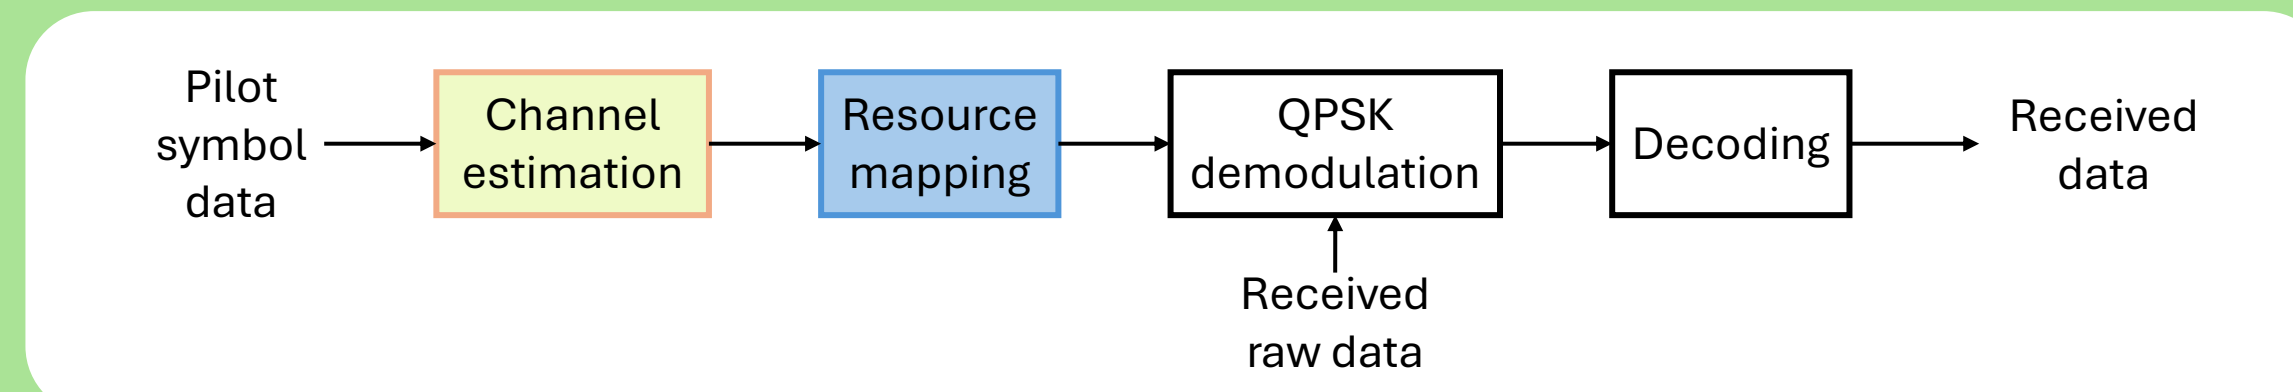 Pilot
symbol
data
Channel
estimation
Resource
mapping
QPSK
demodulation
Decoding
Received
data
Received
raw data